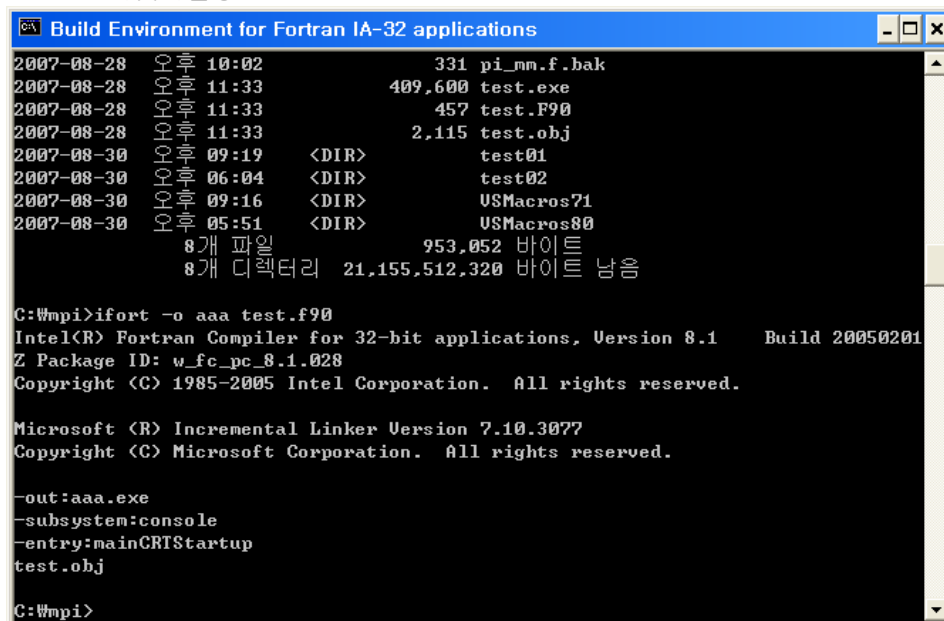 Build Environment for Fortran IA-32 applications
2007-08-28 오후 10:02 331 pi_mm.f.bak
2007-08-28 오후 11:33 409,600 test.exe
2007-08-28 오후 11:33 457 test.F90
2007-08-28 오후 11:33 2,115 test.obj
2007-08-30 오후 09:19 <DIR> test01
2007-08-30 오후 06:04 <DIR> test02
2007-08-30 오후 09:16 <DIR> VSMacros71
2007-08-30 오후 05:51 <DIR> VSMacros80
8개 파일 953,052 바이트
8개 디렉터리 21,155,512,320 바이트 남음
C:₩mpi>ifort -o aaa test.f90
Intel(R) Fortran Compiler for 32-bit applications, Version 8.1 Build 20050201
Z Package ID: w_fc_pc_8.1.028
Copyright (C) 1985-2005 Intel Corporation. All rights reserved.
Microsoft (R) Incremental Linker Version 7.10.3077
Copyright (C) Microsoft Corporation. All rights reserved.
-out:aaa.exe
-subsystem:console
-entry:mainCRTStartup
test.obj
C:₩mpi>